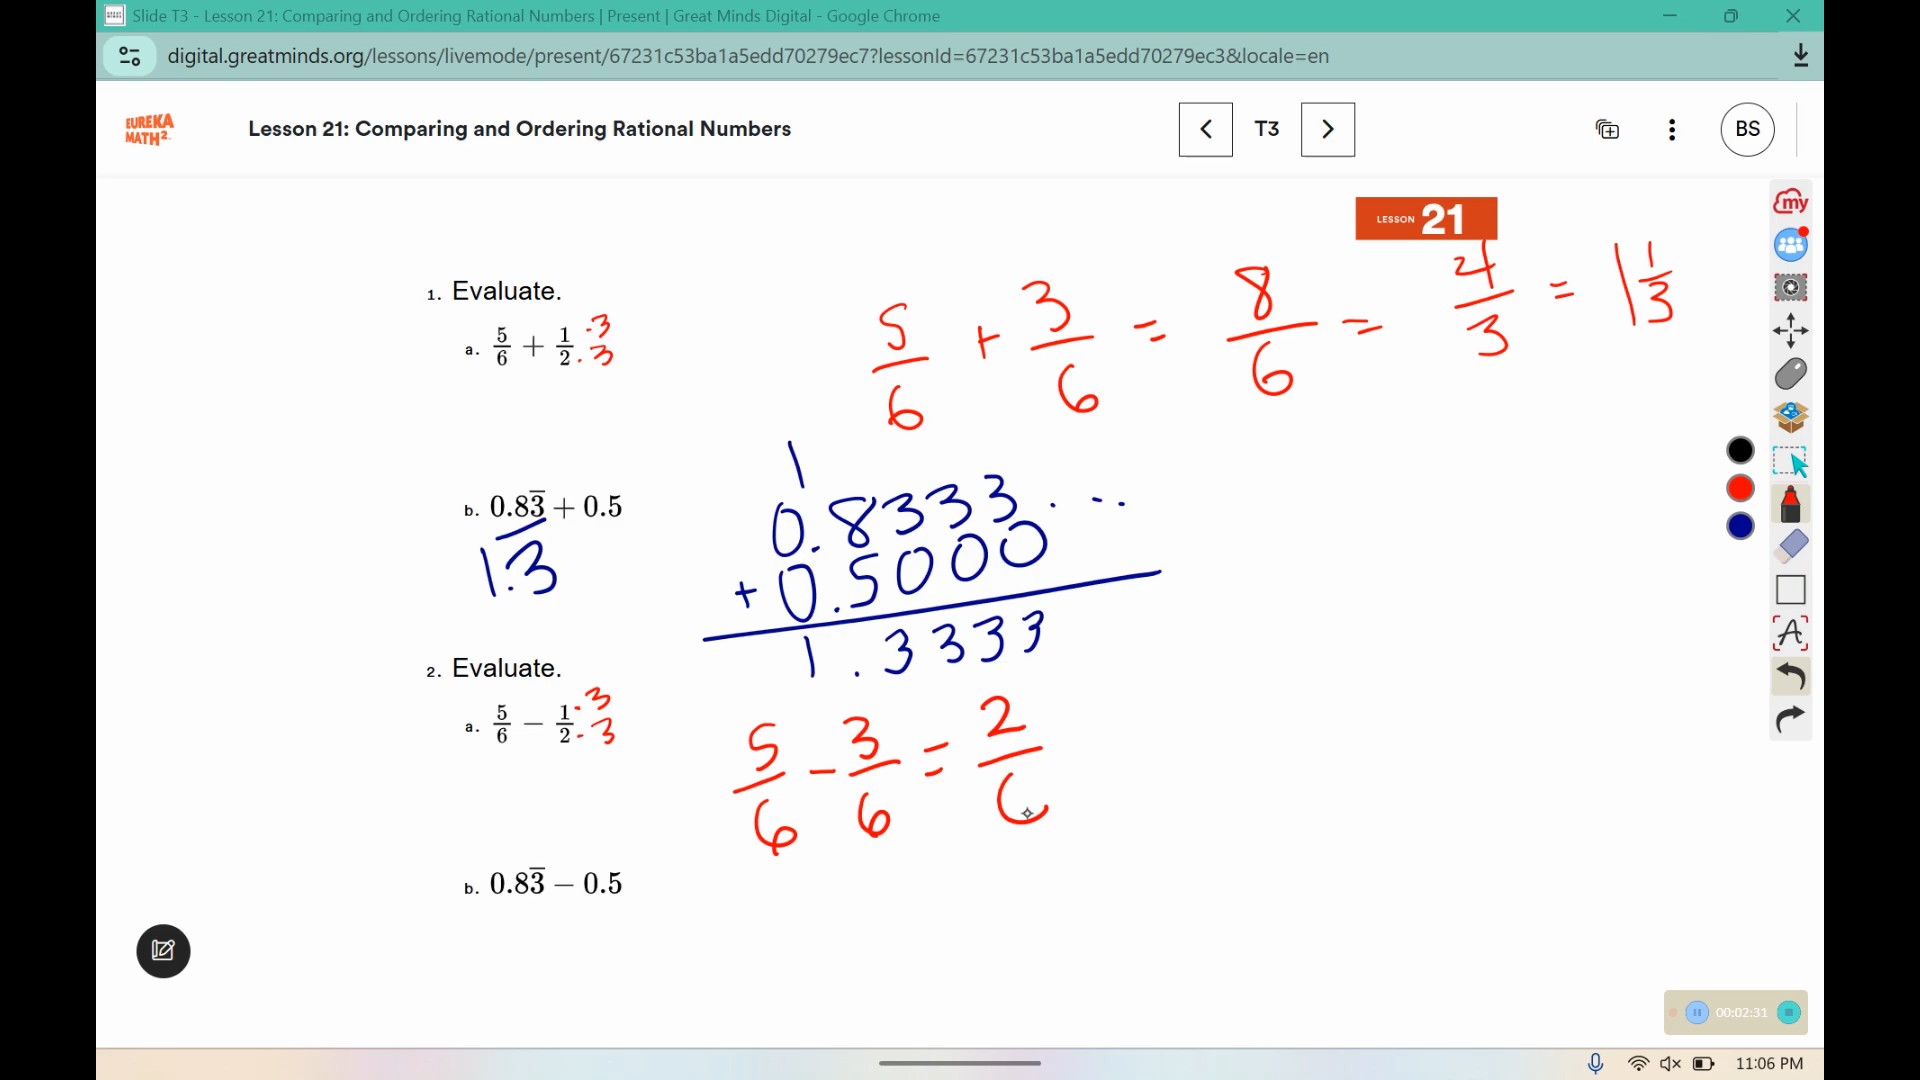 Slide T3 - Lesson 21: Comparing and Ordering Rational Numbers | Present | Great Minds Digital - Google Chrome
digital.greatminds.org/lessons/livemode/present/67231c53ba1a5edd70279ec7?lessonId=67231c53ba1a5edd70279ec3&locale=en
EUREKA MATH²
Lesson 21: Comparing and Ordering Rational Numbers
T3
BS
my
LESSON 21
1. Evaluate.
a. 5/6 + 1/2 ·3/·3
5/6 + 3/6 = 8/6 = 4/3 = 1 1/3
b. 0.83̅ + 0.5
1.3̅
1
0.8333...
+ 0.5000
1.3333
2. Evaluate.
a. 5/6 − 1/2 ·3/·3
5/6 − 3/6 = 2/6
b. 0.83̅ − 0.5
A
00:02:31
11:06 PM